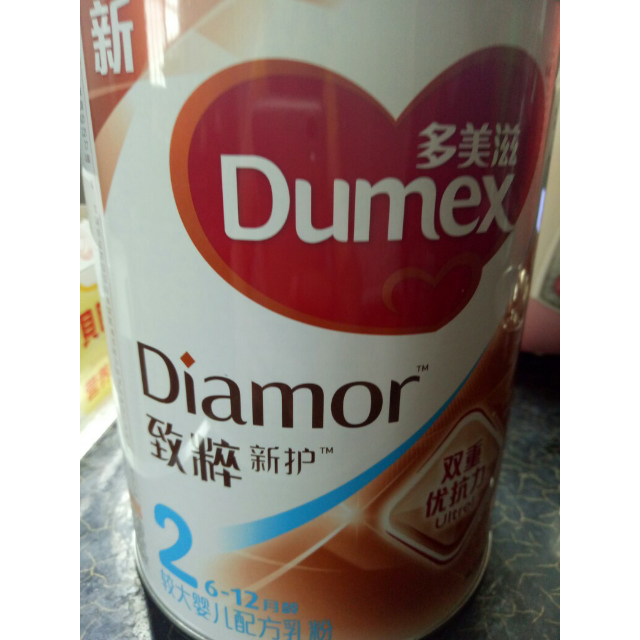 新
多美滋
Dumex
Diamor™
致粹 新护™
双重
优抗力
Ultra
2
6-12月龄
较大婴儿配方乳粉